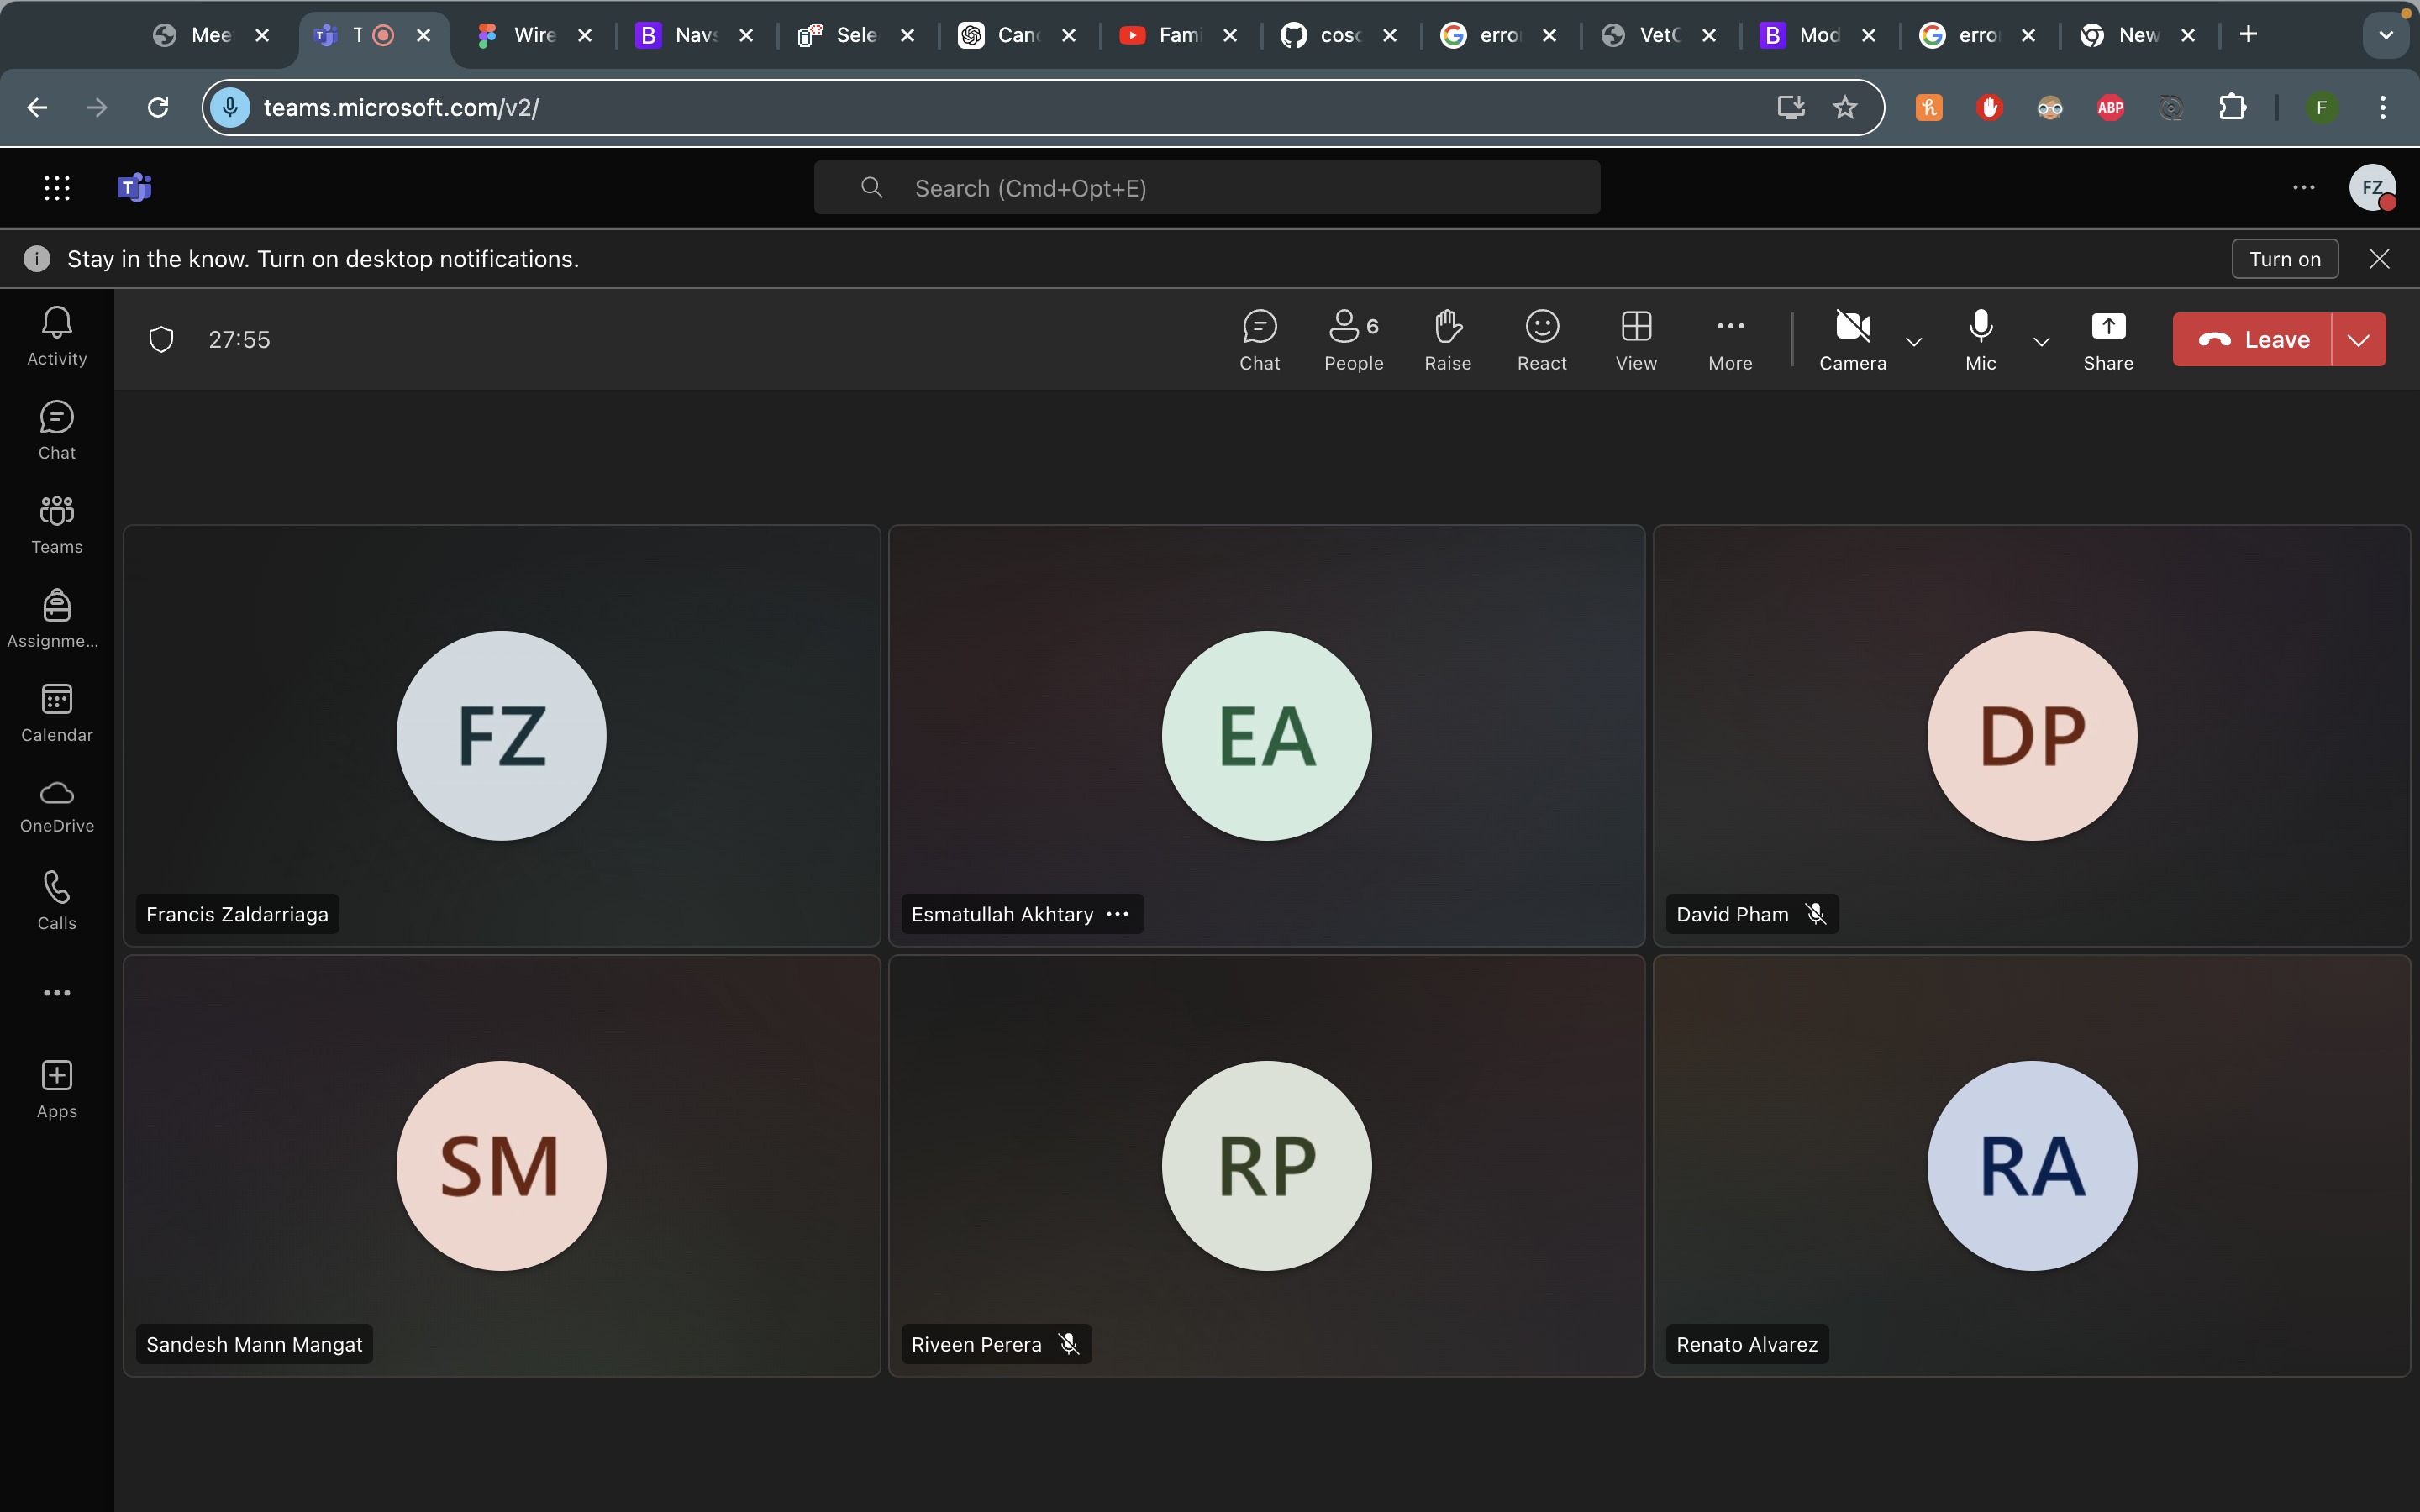 Mee T Wire Navs Sele Can Fami cosc erro VetC Mod erro New
teams.microsoft.com/v2/ ABP F
T Search (Cmd+Opt+E) FZ
Stay in the know. Turn on desktop notifications. Turn on
27:55 Chat People 6 Raise React View More Camera Mic Share Leave
Activity
Chat
Teams
Assignme...
Calendar
OneDrive
Calls
Apps
FZ EA DP
Francis Zaldarriaga Esmatullah Akhtary David Pham
SM RP RA
Sandesh Mann Mangat Riveen Perera Renato Alvarez